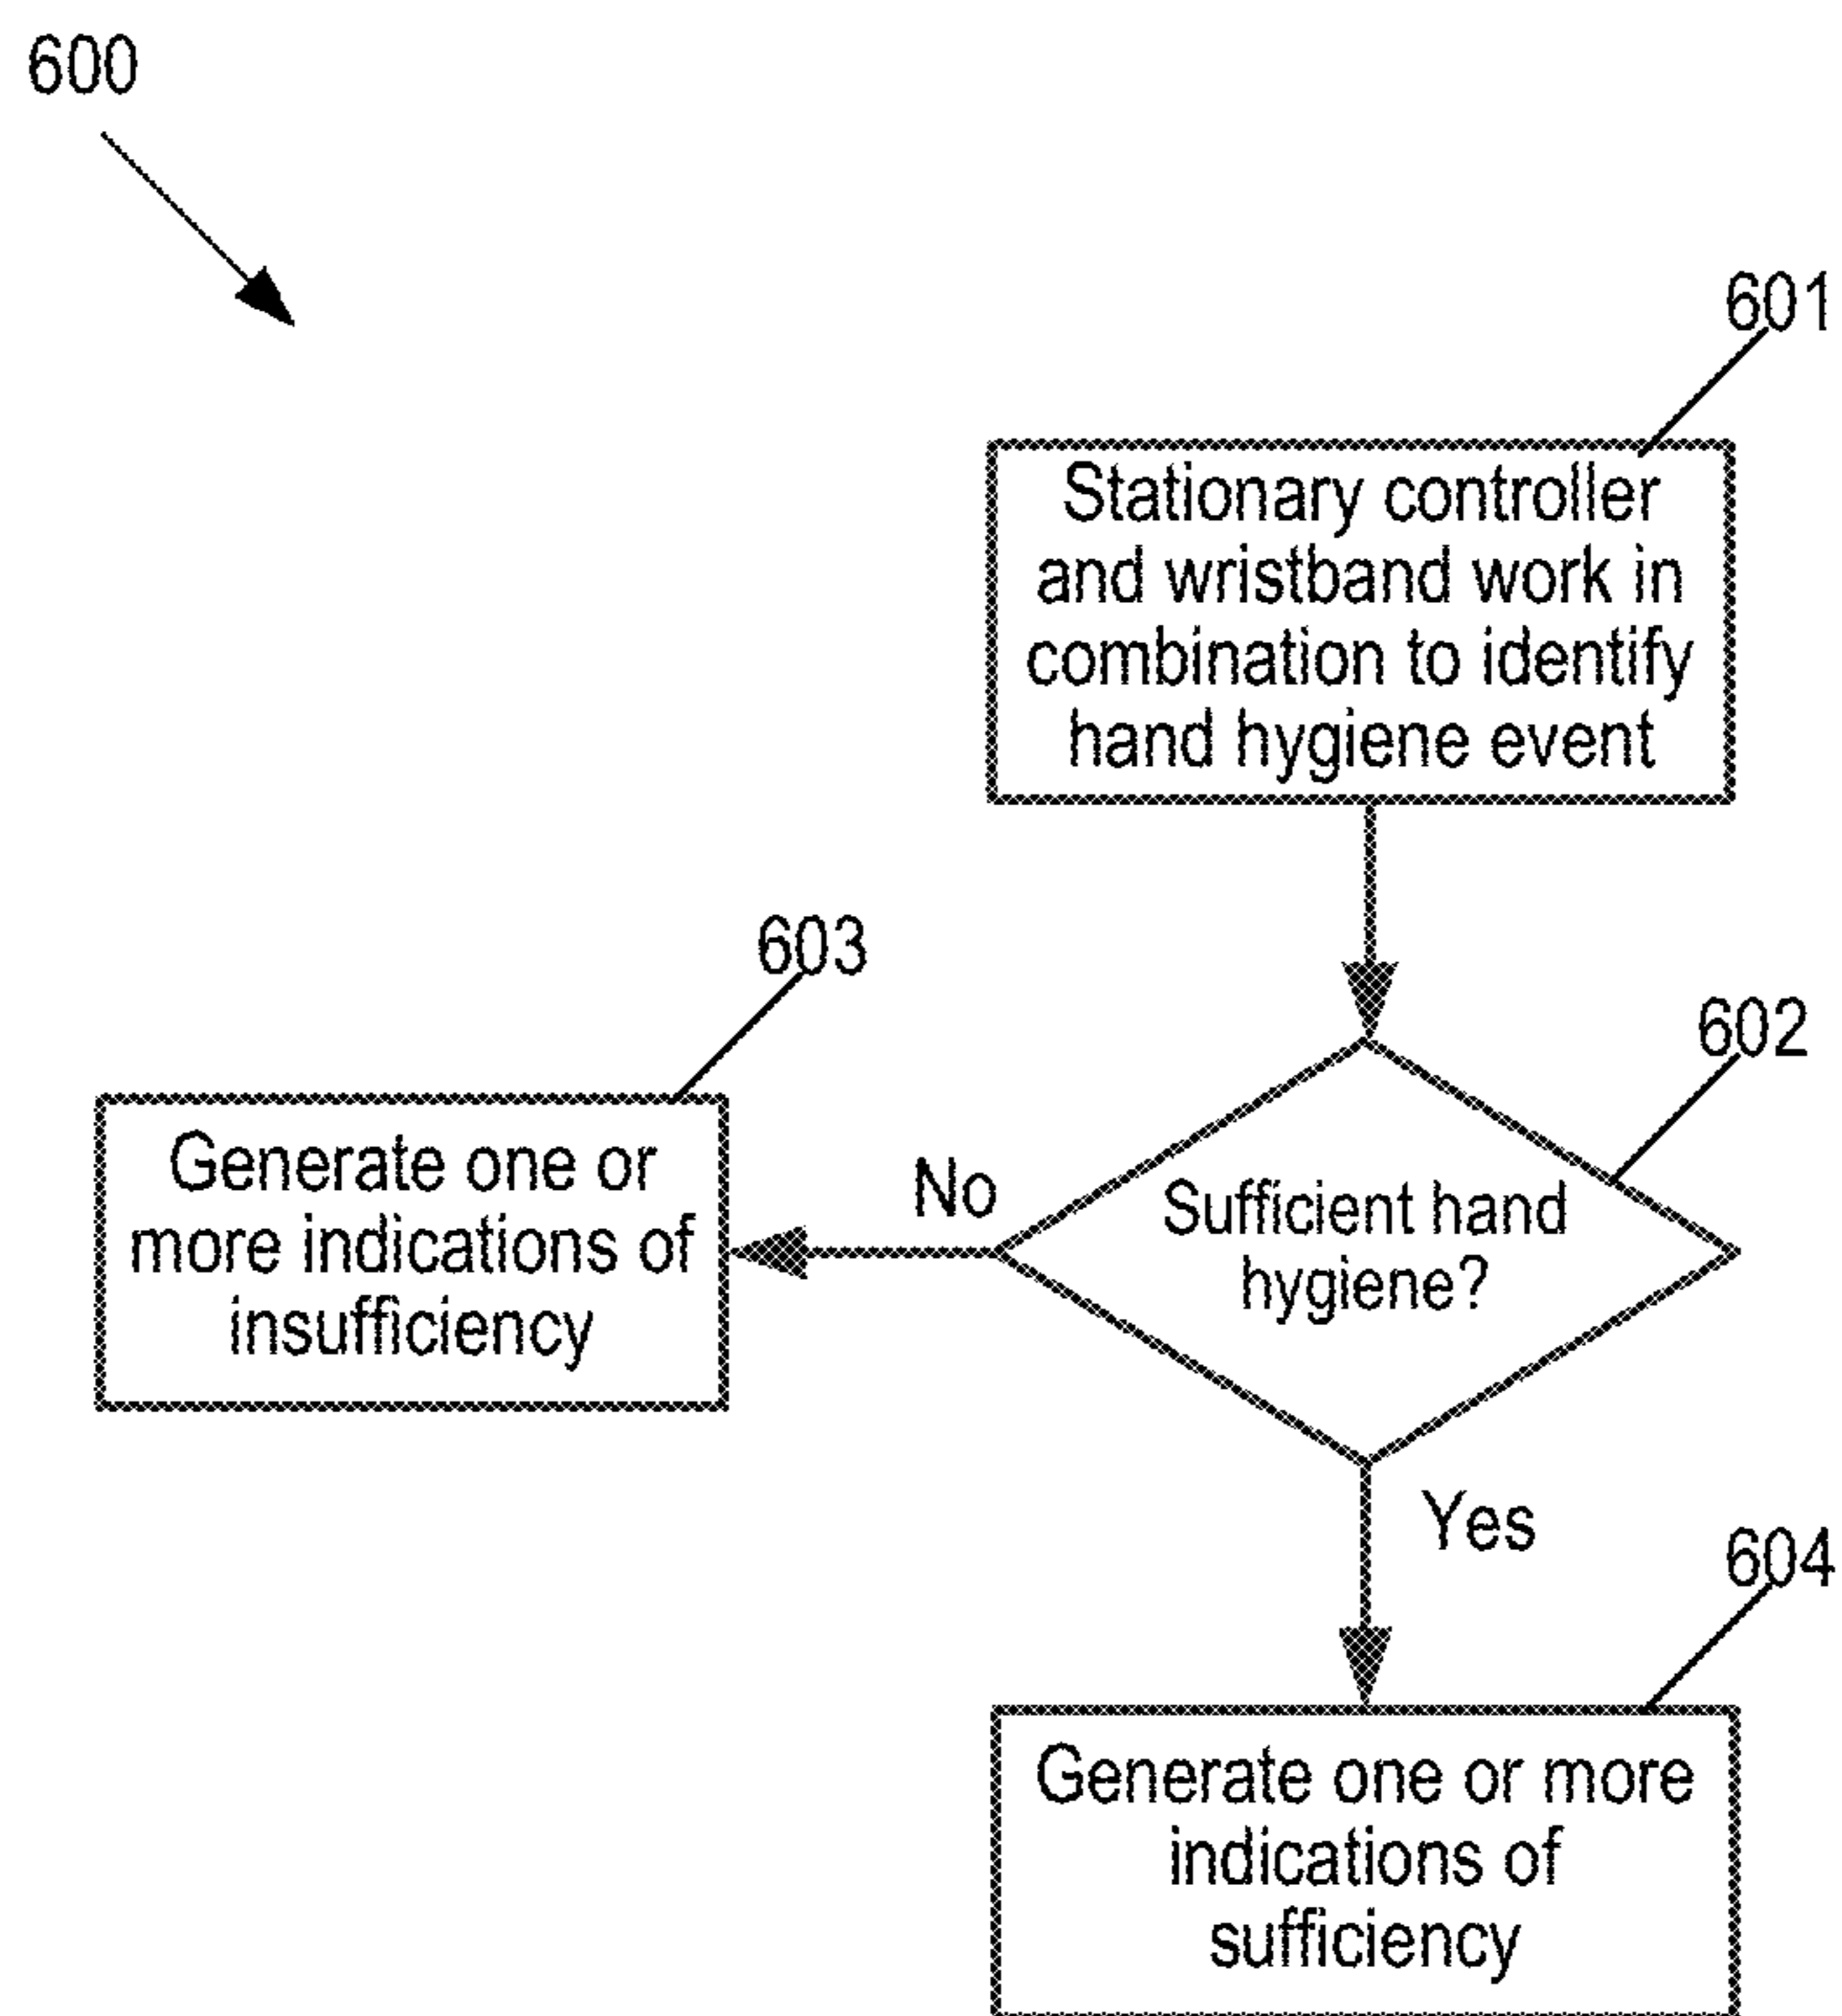 600
601
Stationary controller
and wristband work in
combination to identify
hand hygiene event
603
602
Generate one or
more indications of
insufficiency
No
Sufficient hand
hygiene?
Yes
604
Generate one or more
indications of
sufficiency